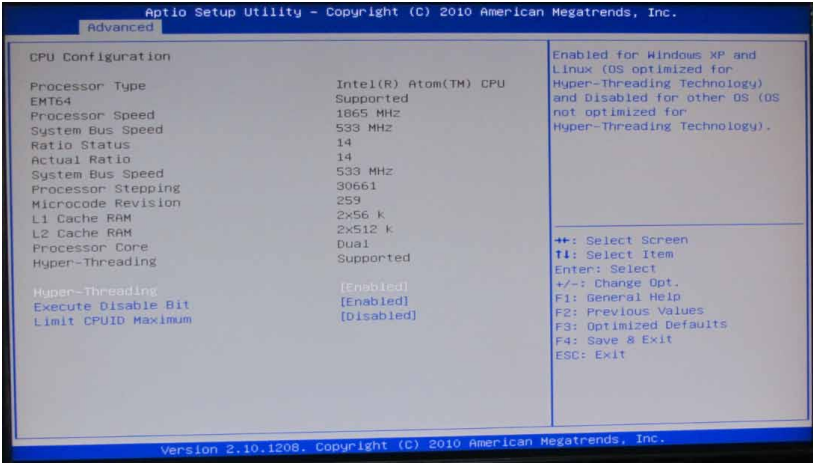 Aptio Setup Utility – Copyright (C) 2010 American Megatrends, Inc.
Advanced
CPU Configuration
Processor Type Intel(R) Atom(TM) CPU
EMT64 Supported
Processor Speed 1865 MHz
System Bus Speed 533 MHz
Ratio Status 14
Actual Ratio 14
System Bus Speed 533 MHz
Processor Stepping 30661
Microcode Revision 259
L1 Cache RAM 2x56 k
L2 Cache RAM 2x512 k
Processor Core Dual
Hyper-Threading Supported
Hyper-Threading [Enabled]
Execute Disable Bit [Enabled]
Limit CPUID Maximum [Disabled]
Enabled for Windows XP and
Linux (OS optimized for
Hyper-Threading Technology)
and Disabled for other OS (OS
not optimized for
Hyper-Threading Technology).
→←: Select Screen
↑↓: Select Item
Enter: Select
+/-: Change Opt.
F1: General Help
F2: Previous Values
F3: Optimized Defaults
F4: Save & Exit
ESC: Exit
Version 2.10.1208. Copyright (C) 2010 American Megatrends, Inc.